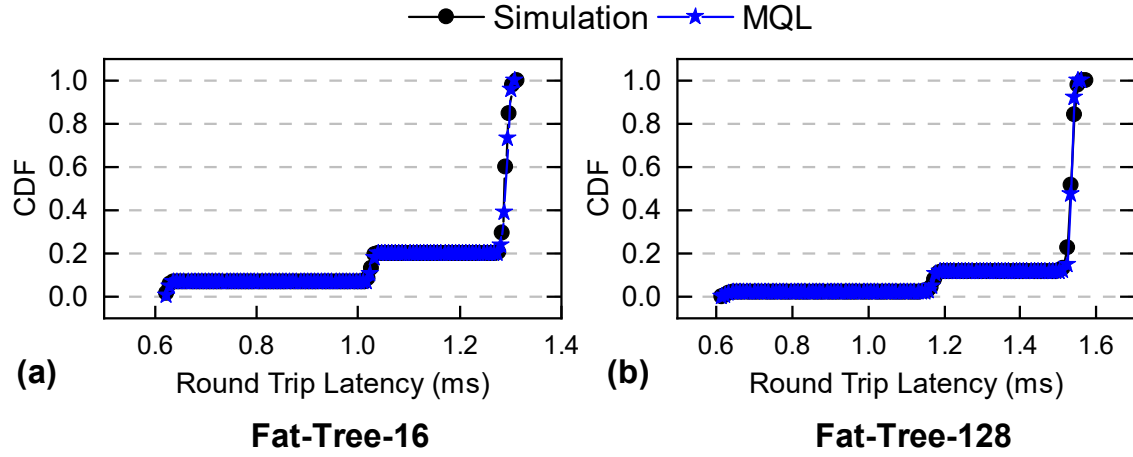 Simulation MQL
1.0
0.8
0.6
0.4
0.2
0.0
CDF
0.6 0.8 1.0 1.2 1.4
Round Trip Latency (ms)
(a)
Fat-Tree-16
1.0
0.8
0.6
0.4
0.2
0.0
CDF
0.6 0.8 1.0 1.2 1.4 1.6
Round Trip Latency (ms)
(b)
Fat-Tree-128